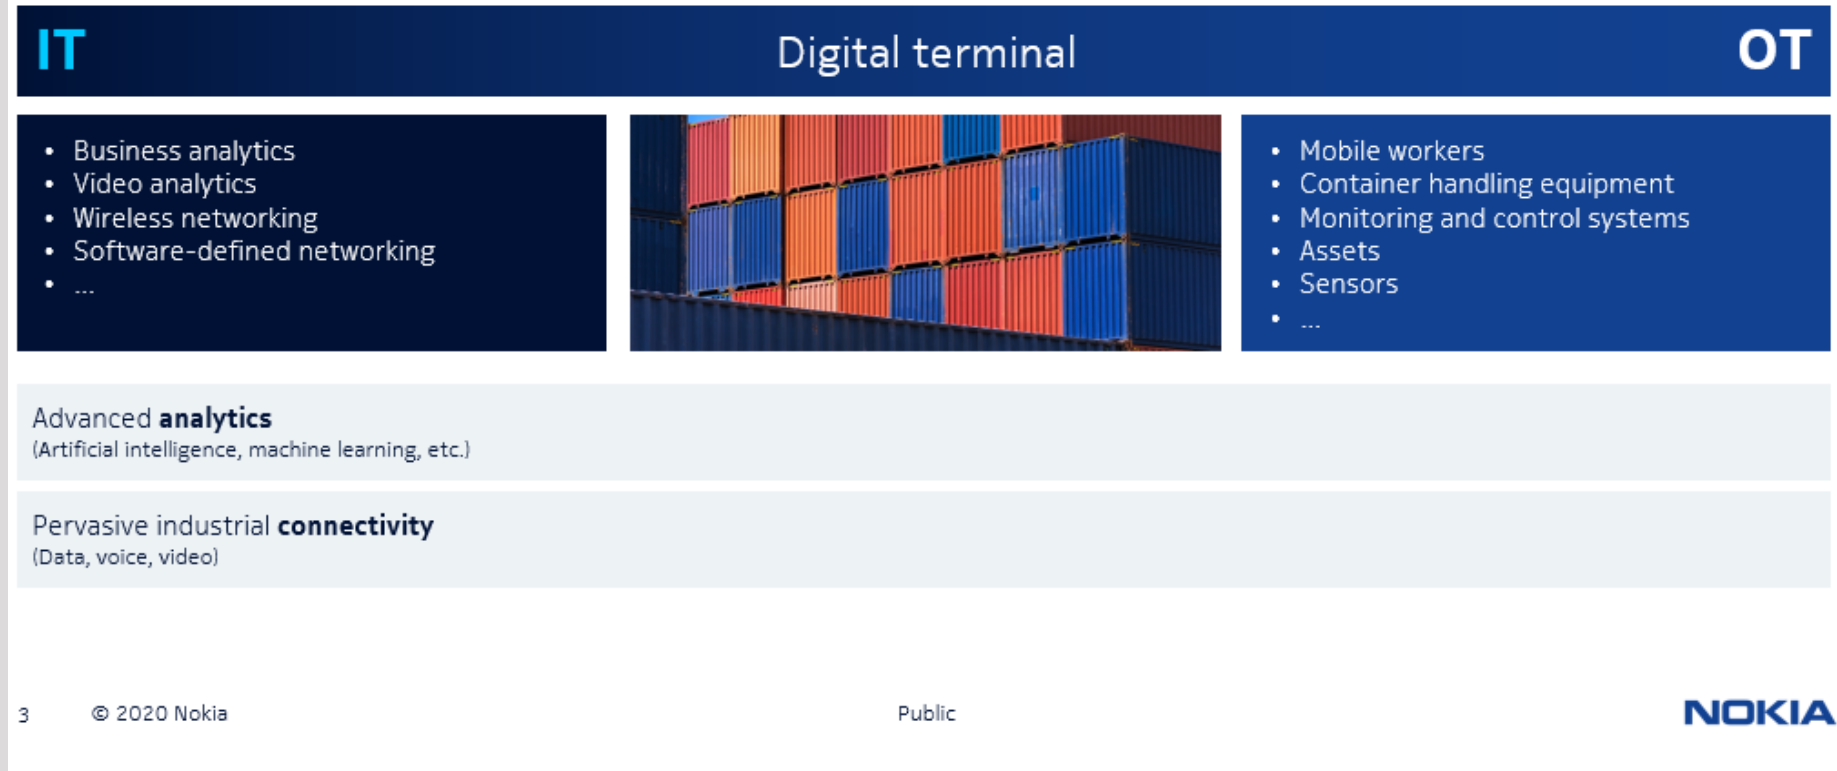 IT
Digital terminal
OT
• Business analytics
• Video analytics
• Wireless networking
• Software-defined networking
• ...
• Mobile workers
• Container handling equipment
• Monitoring and control systems
• Assets
• Sensors
• ...
Advanced analytics
(Artificial intelligence, machine learning, etc.)
Pervasive industrial connectivity
(Data, voice, video)
3
© 2020 Nokia
Public
NOKIA